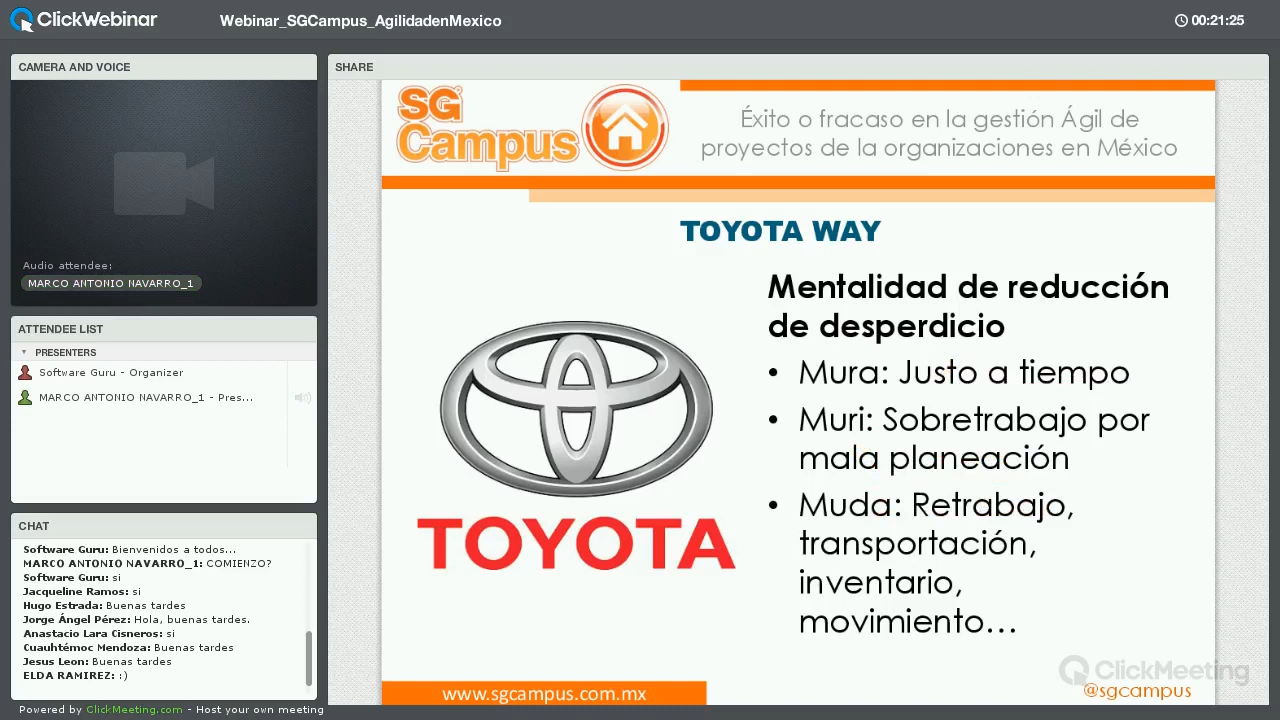 ClickWebinar
Webinar_SGCampus_AgilidadenMexico
00:21:25
CAMERA AND VOICE
Audio attendee:
MARCO ANTONIO NAVARRO_1
ATTENDEE LIST
PRESENTERS
Software Guru - Organizer
MARCO ANTONIO NAVARRO_1 - Pres...
CHAT
Software Guru: Bienvenidos a todos...
MARCO ANTONIO NAVARRO_1: COMIENZO?
Software Guru: si
Jacqueline Ramos: si
Hugo Estrada: Buenas tardes
Jorge Ángel Pérez: Hola, buenas tardes.
Anastacio Lara Cisneros: si
Cuauhtémoc Mendoza: Buenas tardes
Jesus Leon: Buenas tardes
ELDA RAMIREZ: :)
Powered by ClickMeeting.com - Host your own meeting
SHARE
SG
Campus
Éxito o fracaso en la gestión Ágil de
proyectos de la organizaciones en México
TOYOTA WAY
Mentalidad de reducción
de desperdicio
• Mura: Justo a tiempo
• Muri: Sobretrabajo por
mala planeación
• Muda: Retrabajo,
transportación,
inventario,
movimiento...
TOYOTA
ClickMeeting
www.sgcampus.com.mx
@sgcampus